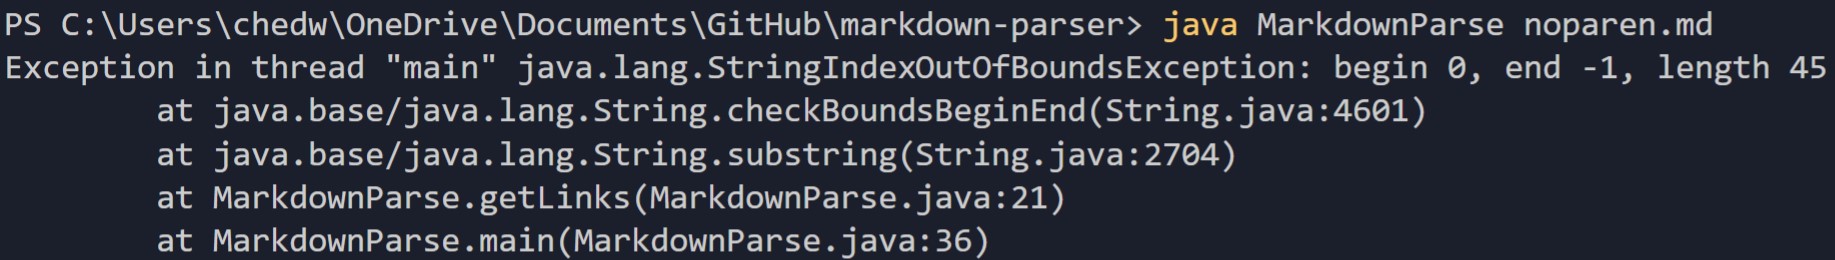 PS C:\Users\chedw\OneDrive\Documents\GitHub\markdown-parser> java MarkdownParse noparen.md
Exception in thread "main" java.lang.StringIndexOutOfBoundsException: begin 0, end -1, length 45
        at java.base/java.lang.String.checkBoundsBeginEnd(String.java:4601)
        at java.base/java.lang.String.substring(String.java:2704)
        at MarkdownParse.getLinks(MarkdownParse.java:21)
        at MarkdownParse.main(MarkdownParse.java:36)